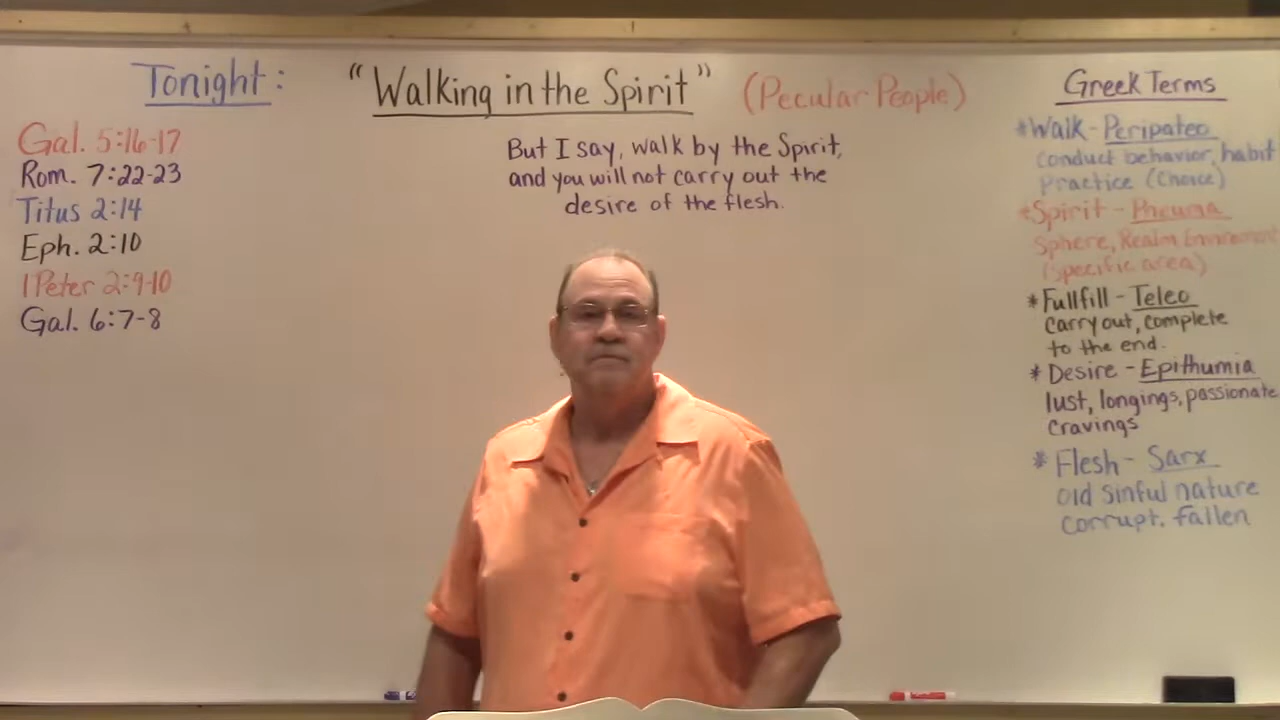 Tonight:
"Walking in the Spirit" (Pecular People)
But I say, walk by the Spirit,
and you will not carry out the
desire of the flesh.
Gal. 5:16-17
Rom. 7:22-23
Titus 2:14
Eph. 2:10
1 Peter 2:9-10
Gal. 6:7-8
Greek Terms
*Walk - Peripateo
conduct behavior, habit
practice (Choice)
*Spirit - Pneuma
Sphere, Realm Environment
(specific area)
*Fullfill - Teleo
carry out, complete
to the end.
*Desire - Epithumia
lust, longings, passionate
cravings
*Flesh - Sarx
old sinful nature
corrupt. fallen